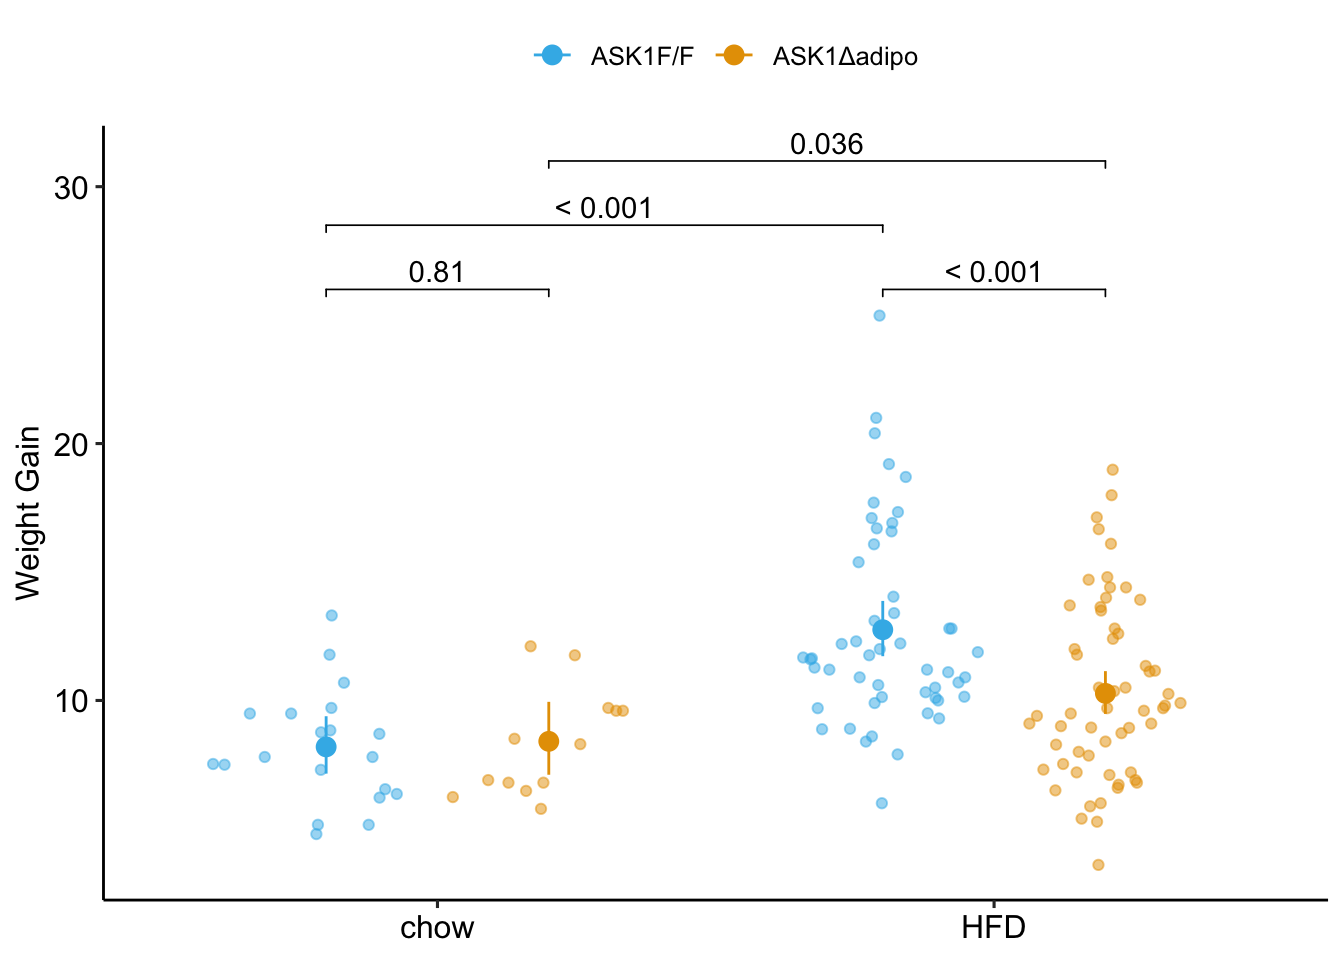 ASK1F/F ASK1Δadipo
0.036
< 0.001
0.81 < 0.001
30
20
10
Weight Gain
chow HFD